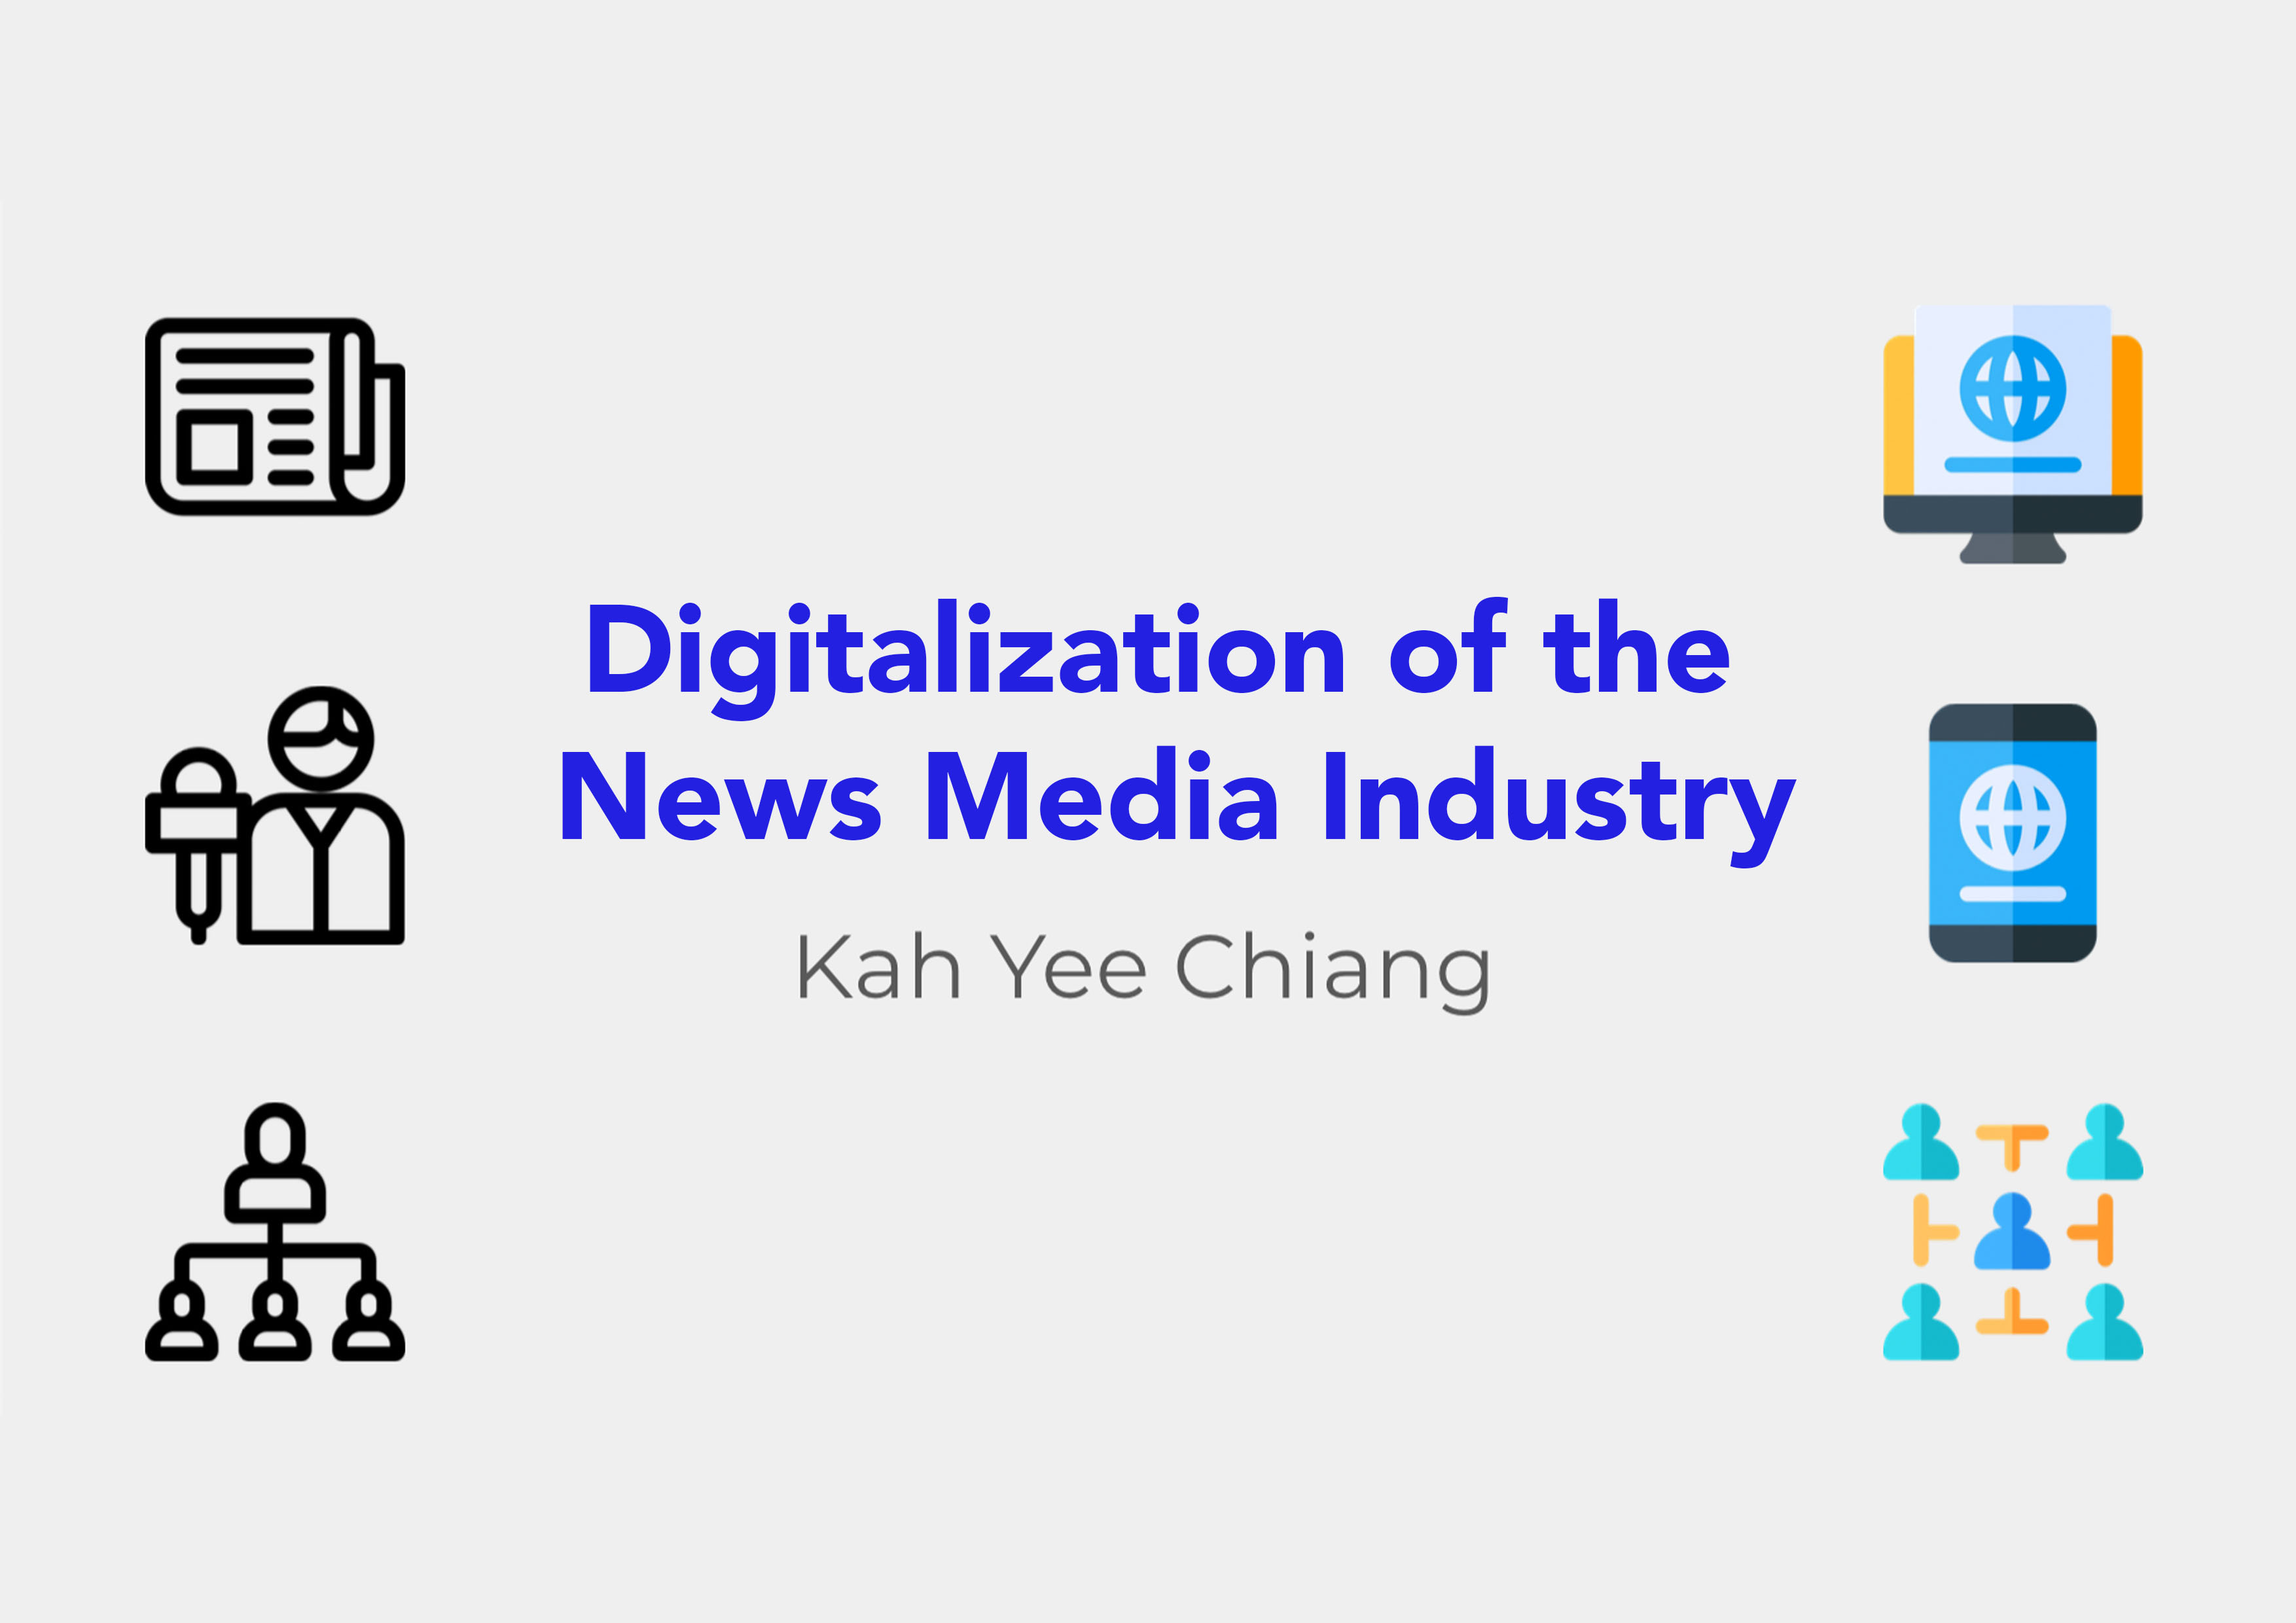 Digitalization of the
News Media Industry
Kah Yee Chiang